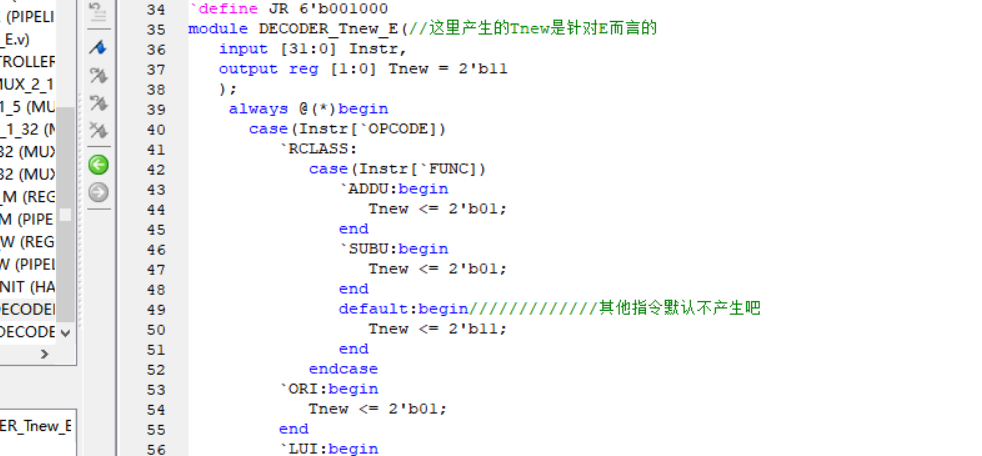 (PIPELI
_E.v)
TROLLER
MUX_2_1
1_5 (MU
_1_32 (M
32 (MUX
32 (MUX
_M (REG
M (PIPE
_W (REG
W (PIPEL
NIT (HA
DECODEI
DECODE
ER_Tnew_E
34 `define JR 6'b001000
35 module DECODER_Tnew_E(//这里产生的Tnew是针对E而言的
36 input [31:0] Instr,
37 output reg [1:0] Tnew = 2'b11
38 );
39 always @(*)begin
40 case(Instr[`OPCODE])
41 `RCLASS:
42 case(Instr[`FUNC])
43 `ADDU:begin
44 Tnew <= 2'b01;
45 end
46 `SUBU:begin
47 Tnew <= 2'b01;
48 end
49 default:begin/////////////其他指令默认不产生吧
50 Tnew <= 2'b11;
51 end
52 endcase
53 `ORI:begin
54 Tnew <= 2'b01;
55 end
56 `LUI:begin